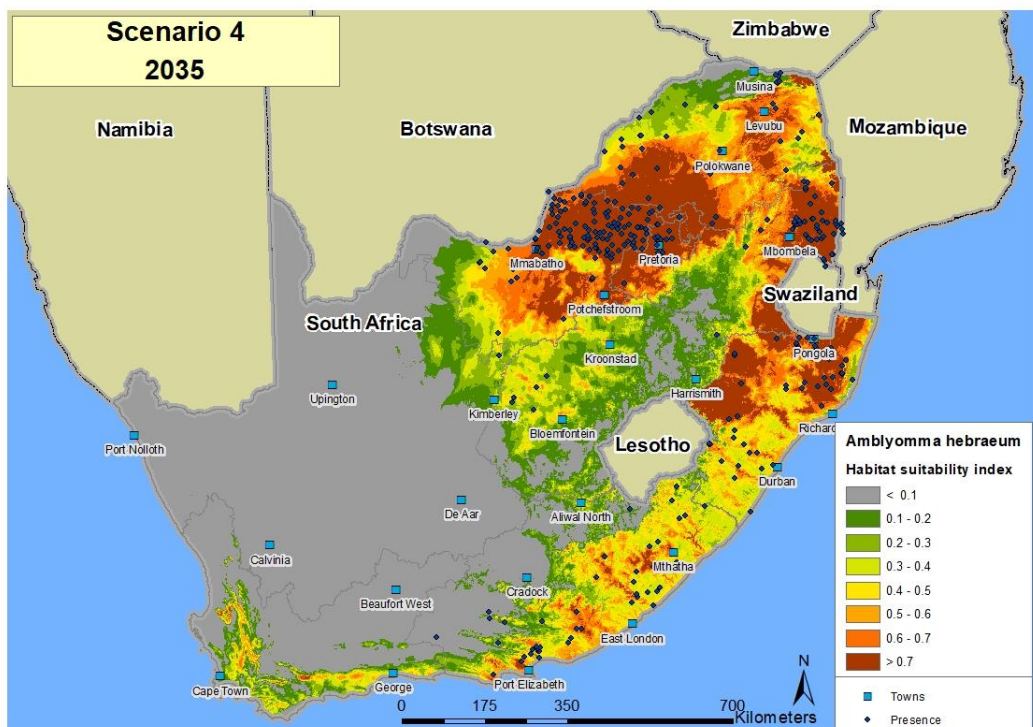 Scenario 4
2035
Zimbabwe
Namibia
Botswana
Mozambique
Musina
Levubu
Polokwane
Mbombela
Mmabatho
Pretoria
Swaziland
Potchefstroom
South Africa
Pongola
Kroonstad
Upington
Harrismith
Kimberley
Richard
Bloemfontein
Lesotho
Port Nolloth
Durban
De Aar
Aliwal North
Calvinia
Mthatha
Cradock
Beaufort West
East London
Cape Town
George
Port Elizabeth
Amblyomma hebraeum
Habitat suitability index
< 0.1
0.1 - 0.2
0.2 - 0.3
0.3 - 0.4
0.4 - 0.5
0.5 - 0.6
0.6 - 0.7
> 0.7
Towns
Presence
N
0 175 350 700
Kilometers